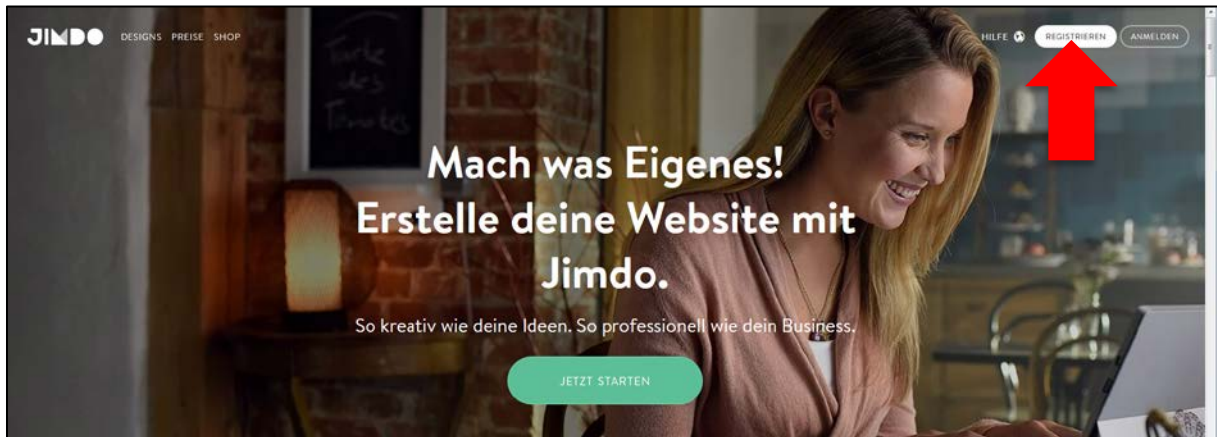 JIMDO
DESIGNS PREISE SHOP
HILFE
REGISTRIEREN
ANMELDEN
Mach was Eigenes!
Erstelle deine Website mit
Jimdo.
So kreativ wie deine Ideen. So professionell wie dein Business.
JETZT STARTEN